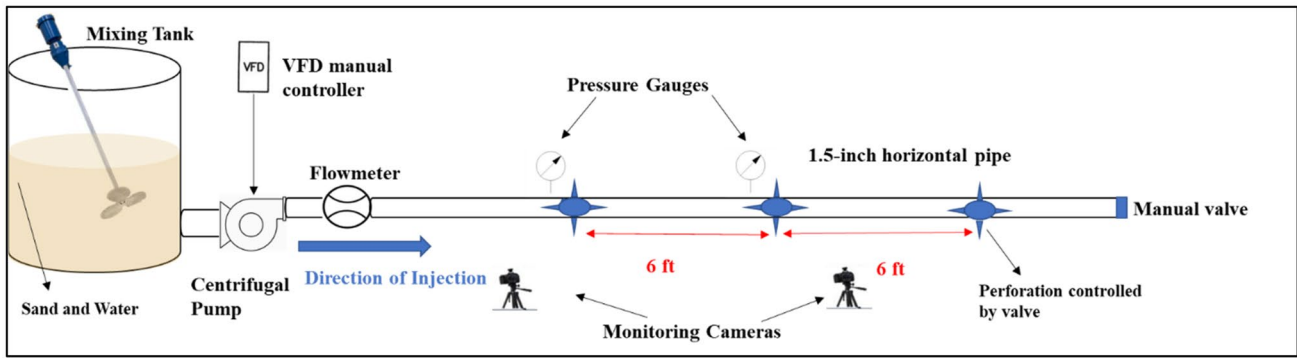 Mixing Tank
VFD
VFD manual
controller
Pressure Gauges
1.5-inch horizontal pipe
Flowmeter
Manual valve
6 ft
6 ft
Direction of Injection
Centrifugal
Pump
Sand and Water
Monitoring Cameras
Perforation controlled
by valve